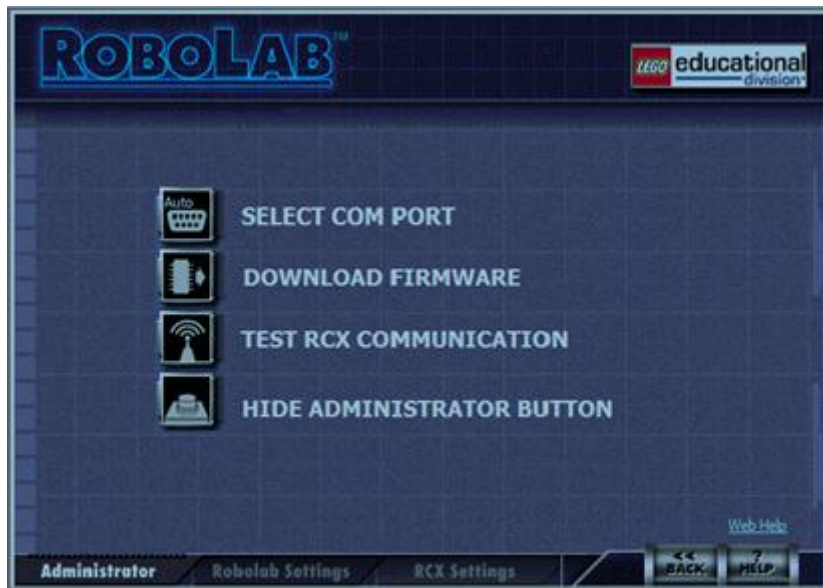 ROBOLAB™
LEGO educational
division
Auto
SELECT COM PORT
DOWNLOAD FIRMWARE
TEST RCX COMMUNICATION
HIDE ADMINISTRATOR BUTTON
Web Help
Administrator Robolab Settings RCX Settings << BACK ? HELP